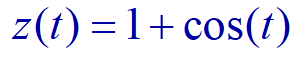 z(t) = 1 + cos(t)